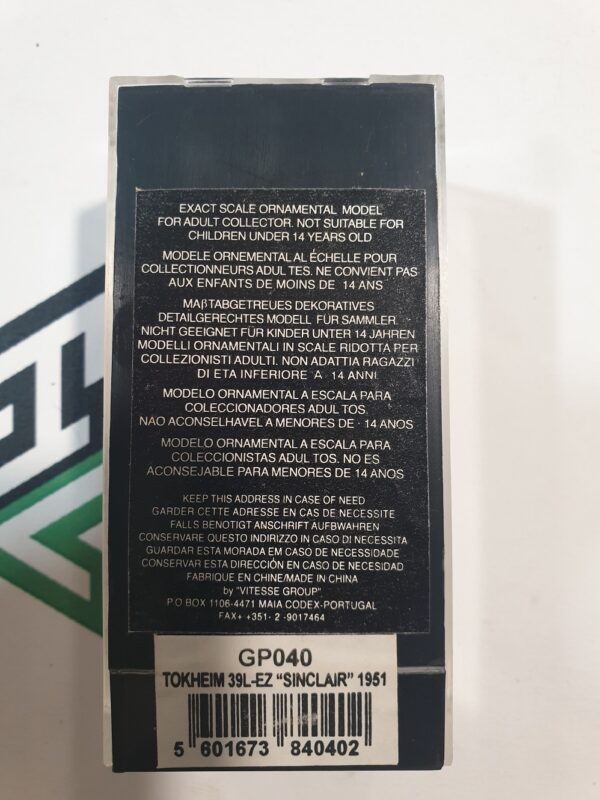 EXACT SCALE ORNAMENTAL MODEL
FOR ADULT COLLECTOR. NOT SUITABLE FOR
CHILDREN UNDER 14 YEARS OLD
MODELE ORNEMENTAL AL ÉCHELLE POUR
COLLECTIONNEURS ADULTES. NE CONVIENT PAS
AUX ENFANTS DE MOINS DE 14 ANS
MAβTABGETREUES DEKORATIVES
DETAILGERECHTES MODELL FÜR SAMMLER
NICHT GEEIGNET FÜR KINDER UNTER 14 JAHREN
MODELLI ORNAMENTALI IN SCALE RIDOTTA PER
COLLEZIONISTI ADULTI. NON ADATTIA RAGAZZI
DI ETA INFERIORE A 14 ANNI
MODELO ORNAMENTAL A ESCALA PARA
COLECCIONADORES ADULTOS.
NAO ACONSELHAVEL A MENORES DE 14 ANOS
MODELO ORNAMENTAL A ESCALA PARA
COLECCIONISTAS ADULTOS. NO ES
ACONSEJABLE PARA MENORES DE 14 ANOS
KEEP THIS ADDRESS IN CASE OF NEED
GARDER CETTE ADRESSE EN CAS DE NECESSITE
FALLS BENOTIGT ANSCHRIFT AUFBWAHREN
CONSERVARE QUESTO INDIRIZZO IN CASO DI NECESSITA
GUARDAR ESTA MORADA EM CASO DE NECESSIDADE
CONSERVAR ESTA DIRECCIÓN EN CASO DE NECESIDAD
FABRIQUE EN CHINE/MADE IN CHINA
by "VITESSE GROUP"
P.O BOX 1106-4471 MAIA CODEX-PORTUGAL
FAX+ +351- 2 -9017464
GP040
TOKHEIM 39L-EZ "SINCLAIR" 1951
5 601673 840402